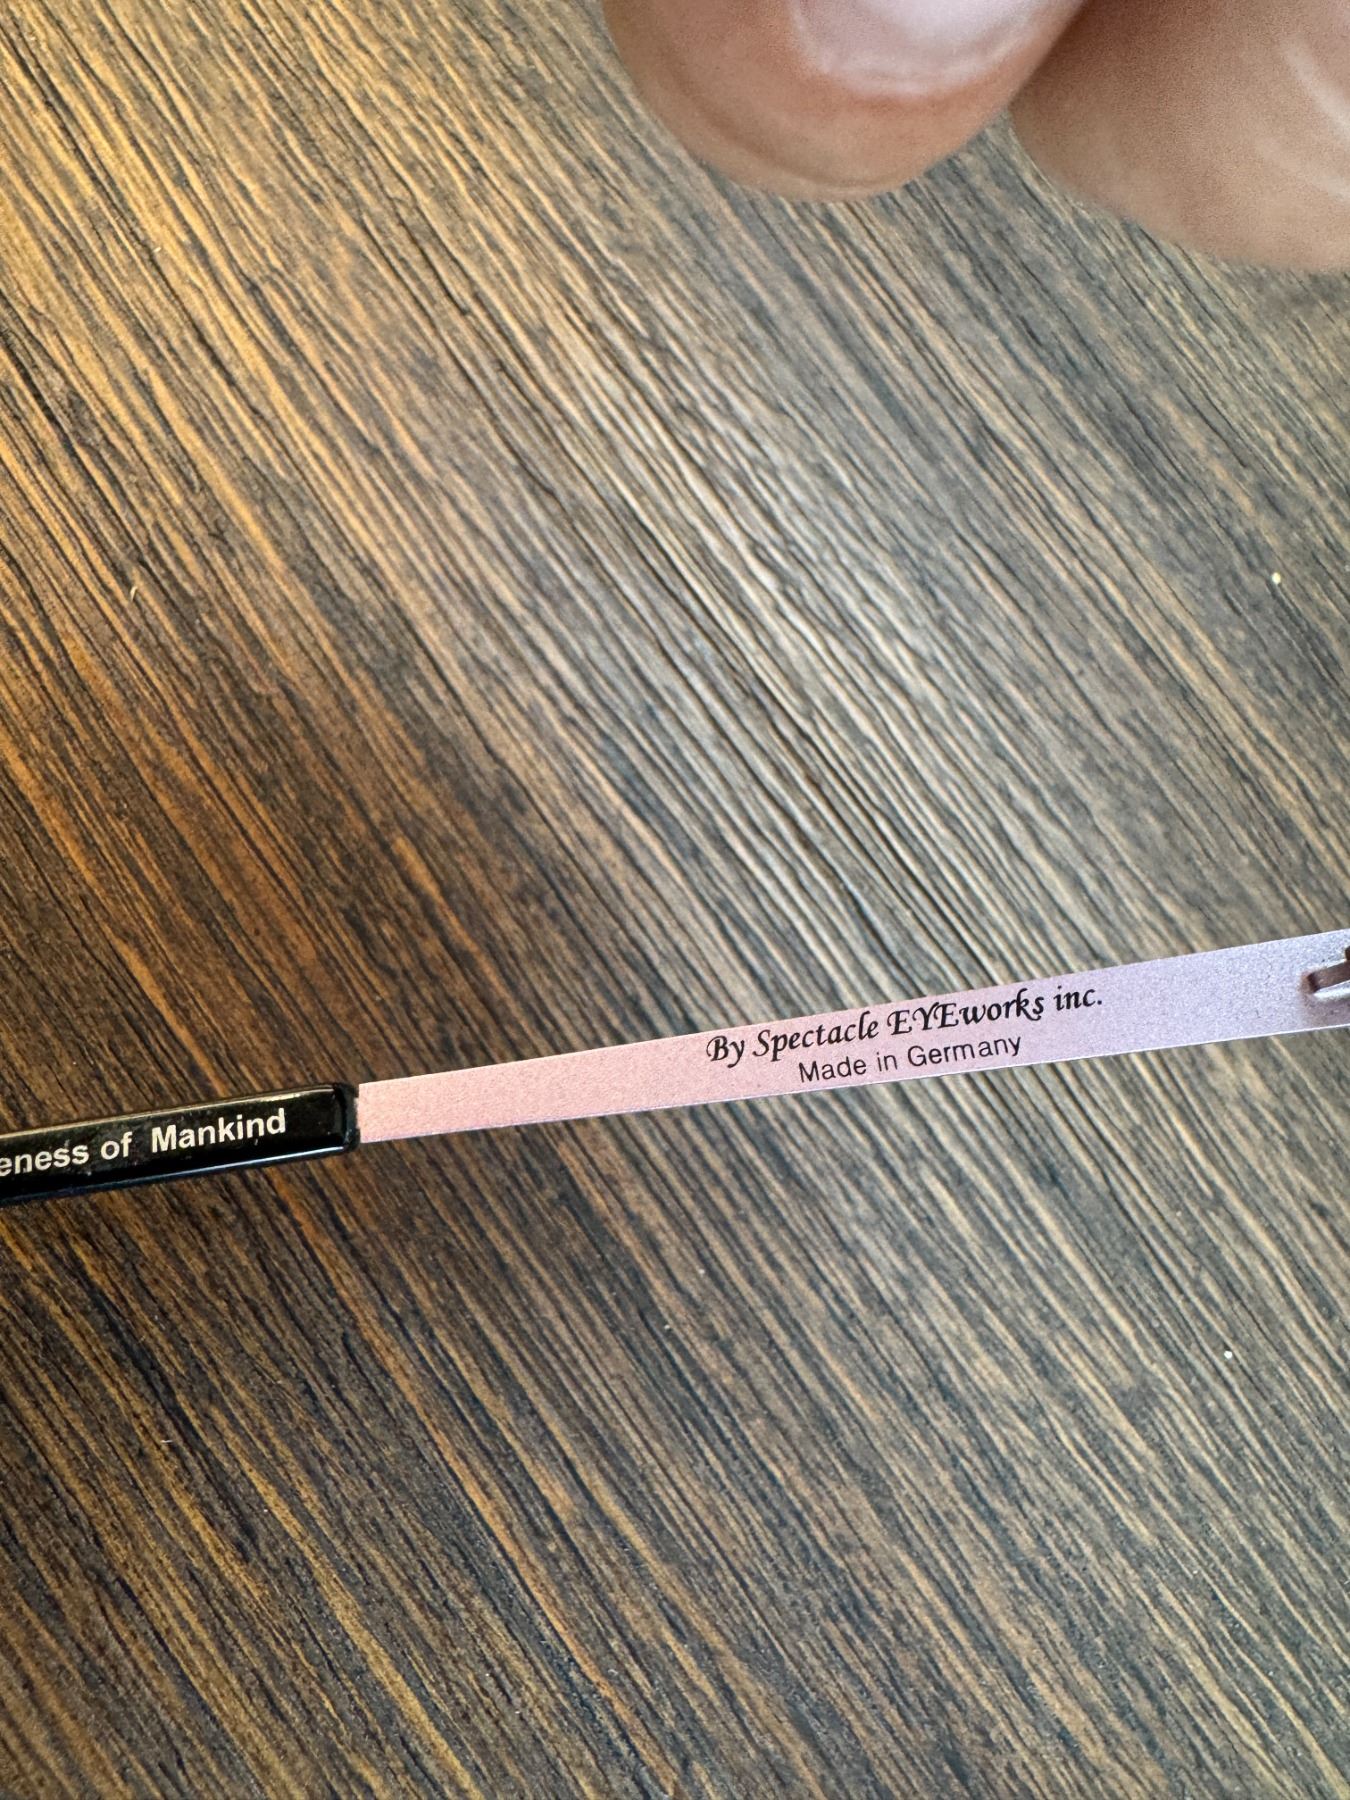 eness of Mankind
By Spectacle EYEworks inc.
Made in Germany